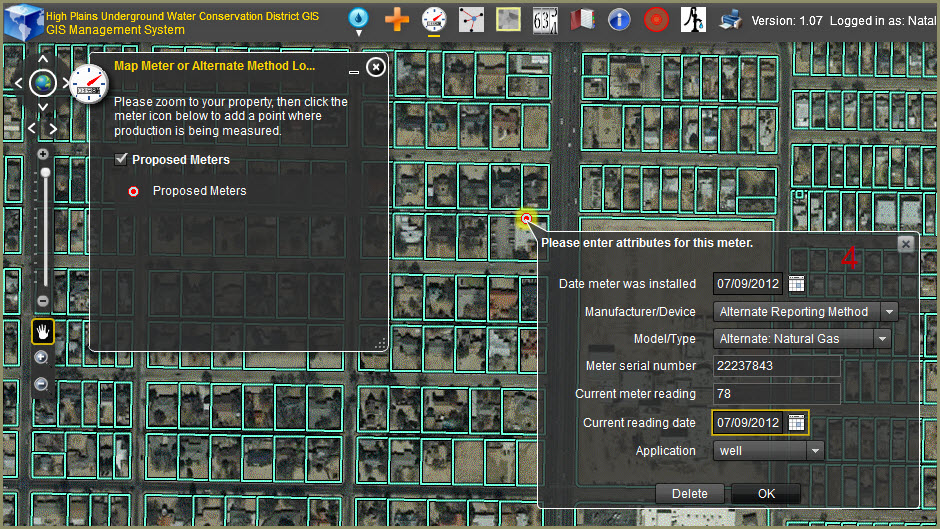 High Plains Underground Water Conservation District GIS
GIS Management System
Version: 1.07 Logged in as: Natal
Map Meter or Alternate Method Lo...
Please zoom to your property, then click the
meter icon below to add a point where
production is being measured.
Proposed Meters
Proposed Meters
Please enter attributes for this meter.
4
Date meter was installed 07/09/2012
Manufacturer/Device Alternate Reporting Method
Model/Type Alternate: Natural Gas
Meter serial number 22237843
Current meter reading 78
Current reading date 07/09/2012
Application well
Delete OK